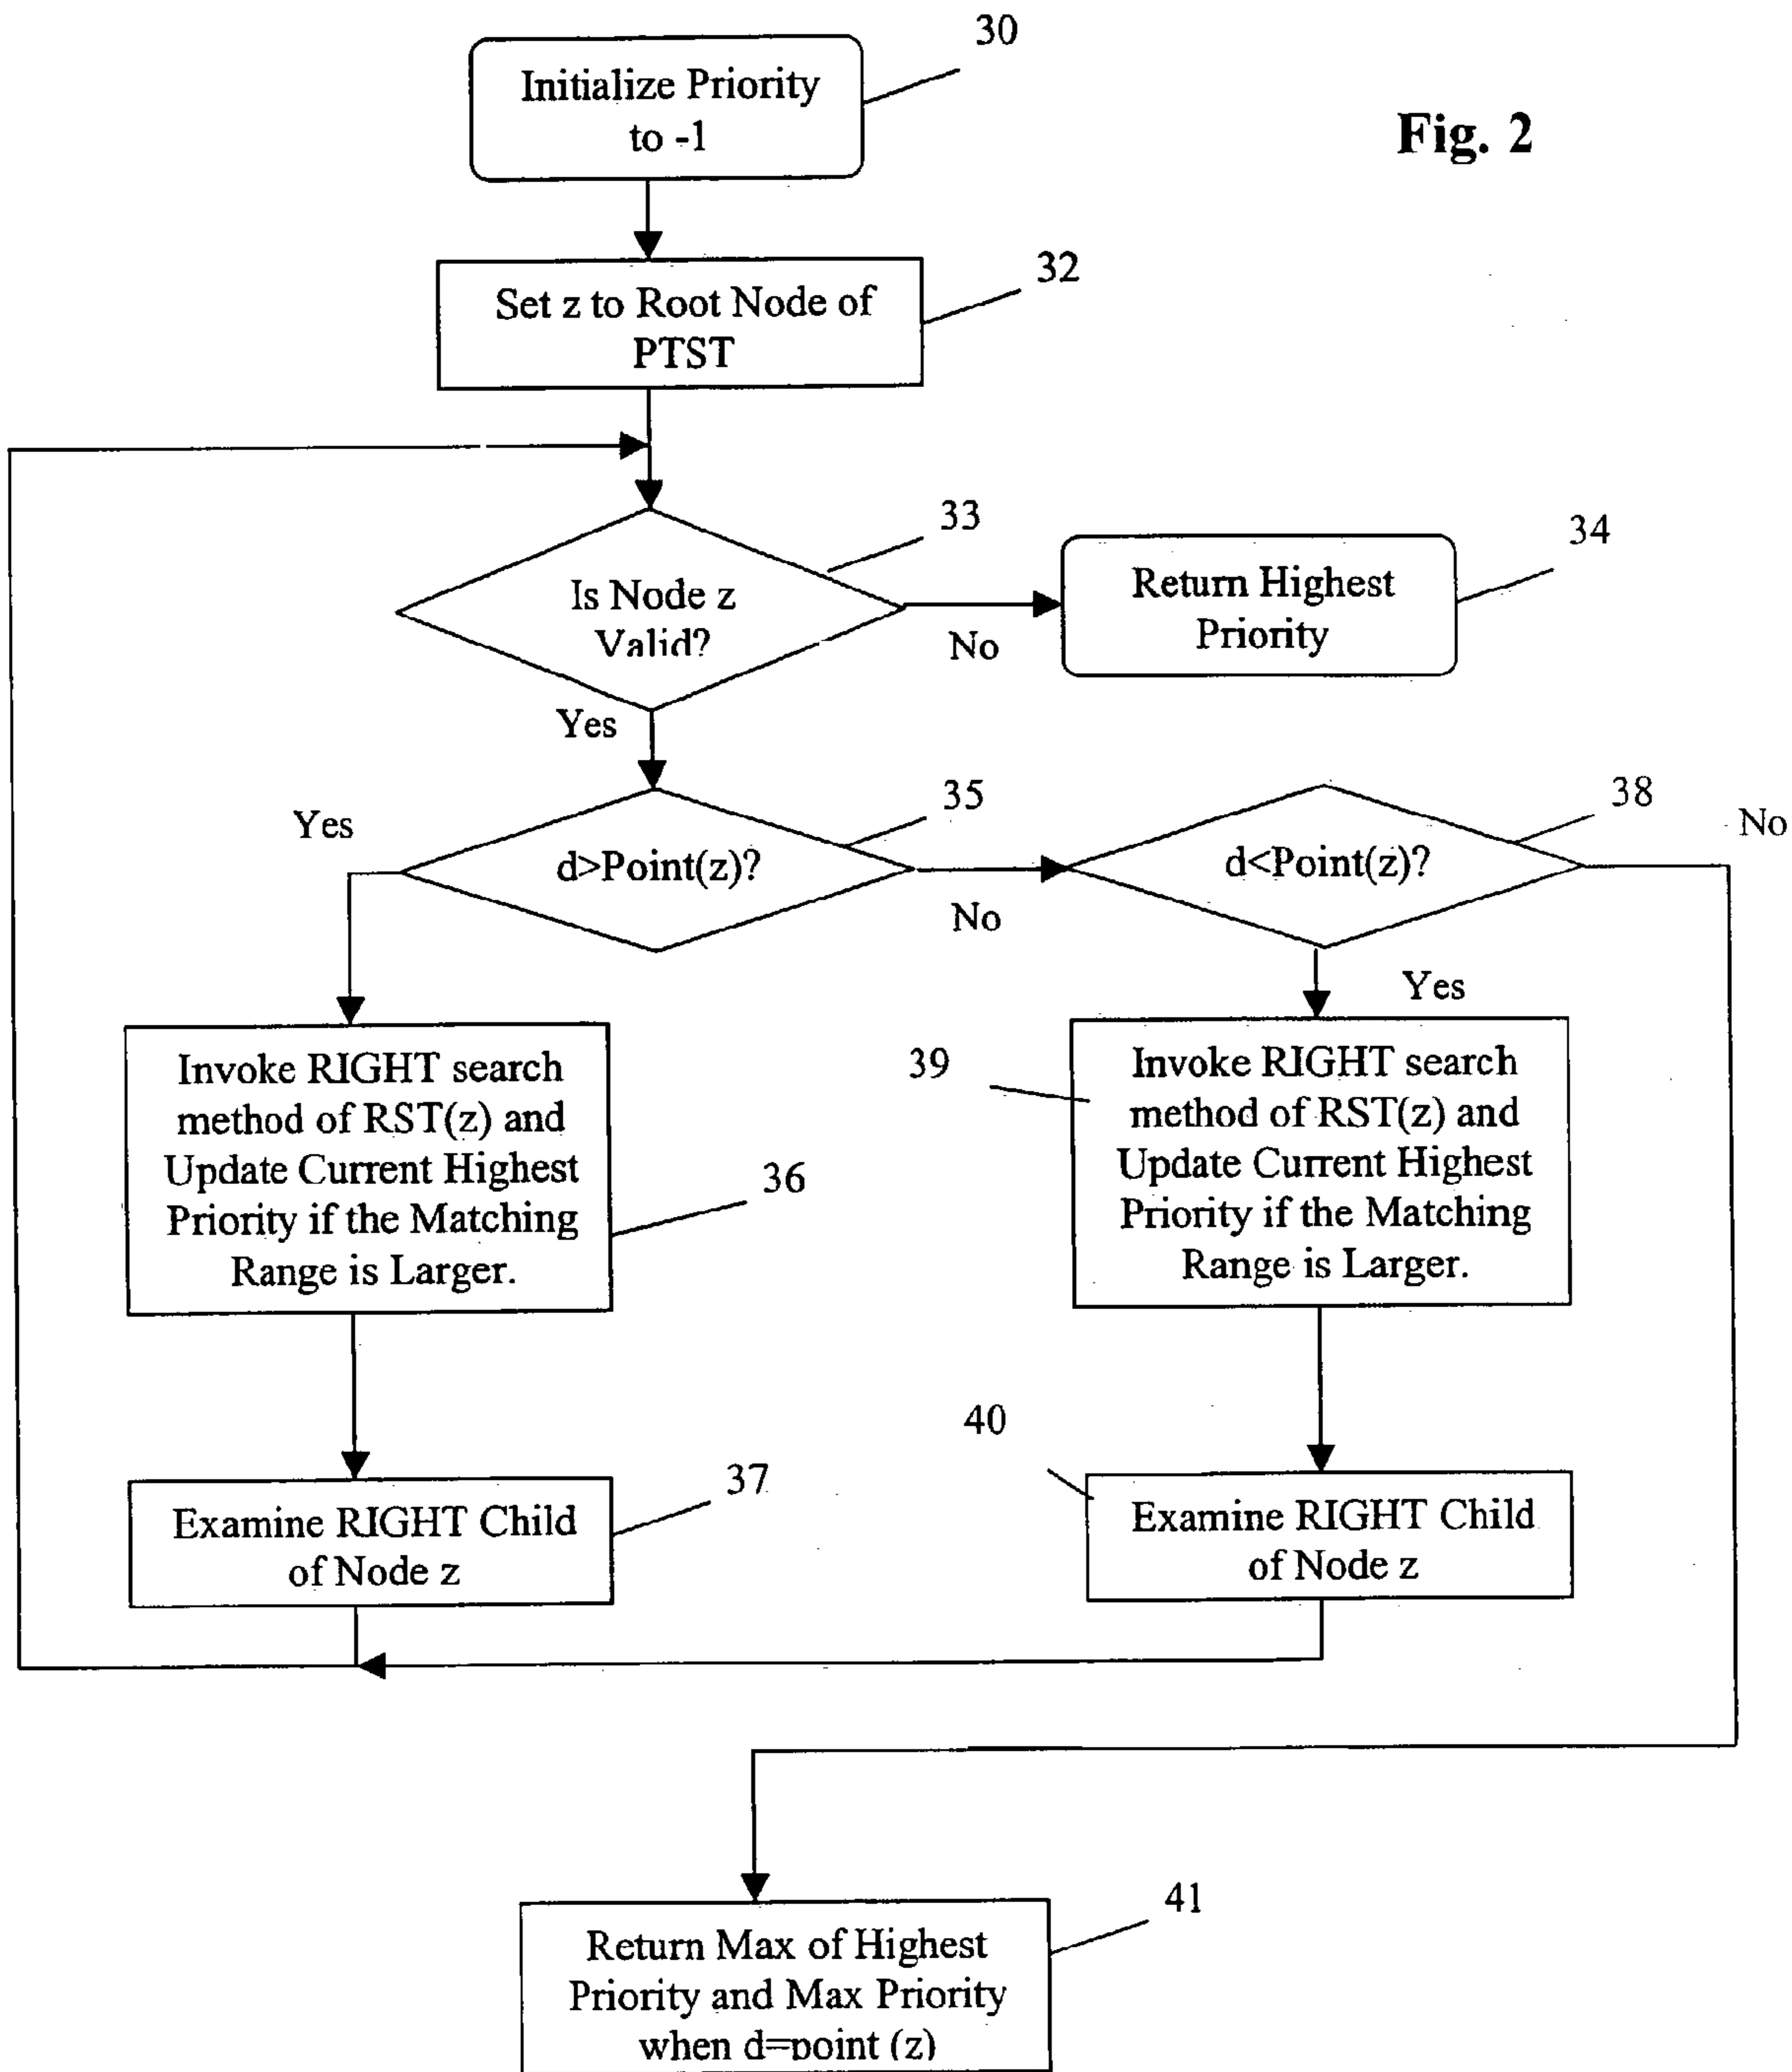 30
Initialize Priority
to -1
Fig. 2
32
Set z to Root Node of
PTST
33
34
Is Node z
Valid?
Return Highest
Priority
No
Yes
35
38
Yes
No
d>Point(z)?
d<Point(z)?
No
Yes
Invoke RIGHT search
method of RST(z) and
Update Current Highest
Priority if the Matching
Range is Larger.
36
39
Invoke RIGHT search
method of RST(z) and
Update Current Highest
Priority if the Matching
Range is Larger.
37
Examine RIGHT Child
of Node z
40
Examine RIGHT Child
of Node z
41
Return Max of Highest
Priority and Max Priority
when d=point (z)